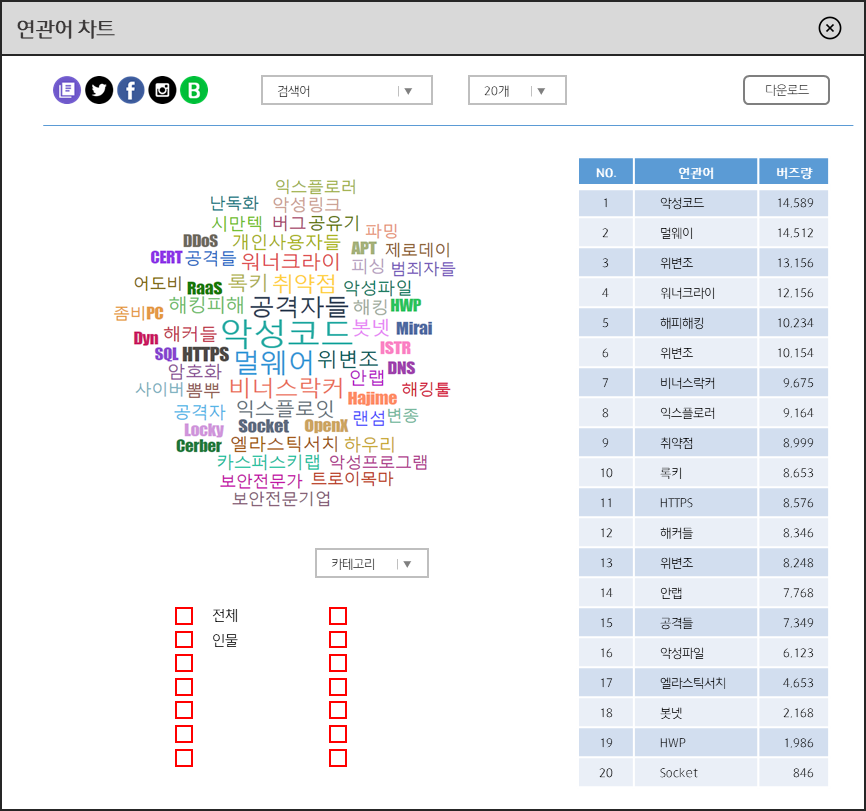 연관어 차트
B
검색어 ▼
20개 ▼
다운로드
익스플로러
난독화 악성링크
시만텍 버그 공유기 파밍
DDoS 개인사용자들 APT 제로데이
CERT 공격들 워너크라이 피싱 범죄자들
어도비 RaaS 록키 취약점 악성파일
좀비PC 해킹피해 공격자들 해킹 HWP
Dyn 해커들 악성코드 봇넷 Mirai
SQL HTTPS 멀웨어 위변조 ISTR
암호화 안랩 DNS
사이버 뽐뿌 비너스락커 Hajime 해킹툴
공격자 익스플로잇 랜섬 변종
Locky Socket OpenX
Cerber 엘라스틱서치 하우리
카스퍼스키랩 악성프로그램
보안전문가 트로이목마
보안전문기업
카테고리 ▼
전체
인물
NO. 연관어 버즈량
1 악성코드 14.589
2 멀웨이 14.512
3 위변조 13.156
4 워너크라이 12.156
5 해피해킹 10.234
6 위변조 10.154
7 비너스락커 9.675
8 익스플로러 9.164
9 취약점 8.999
10 록키 8.653
11 HTTPS 8.576
12 해커들 8.346
13 위변조 8.248
14 안랩 7.768
15 공격들 7.349
16 악성파일 6.123
17 엘라스틱서치 4.653
18 봇넷 2.168
19 HWP 1.986
20 Socket 846